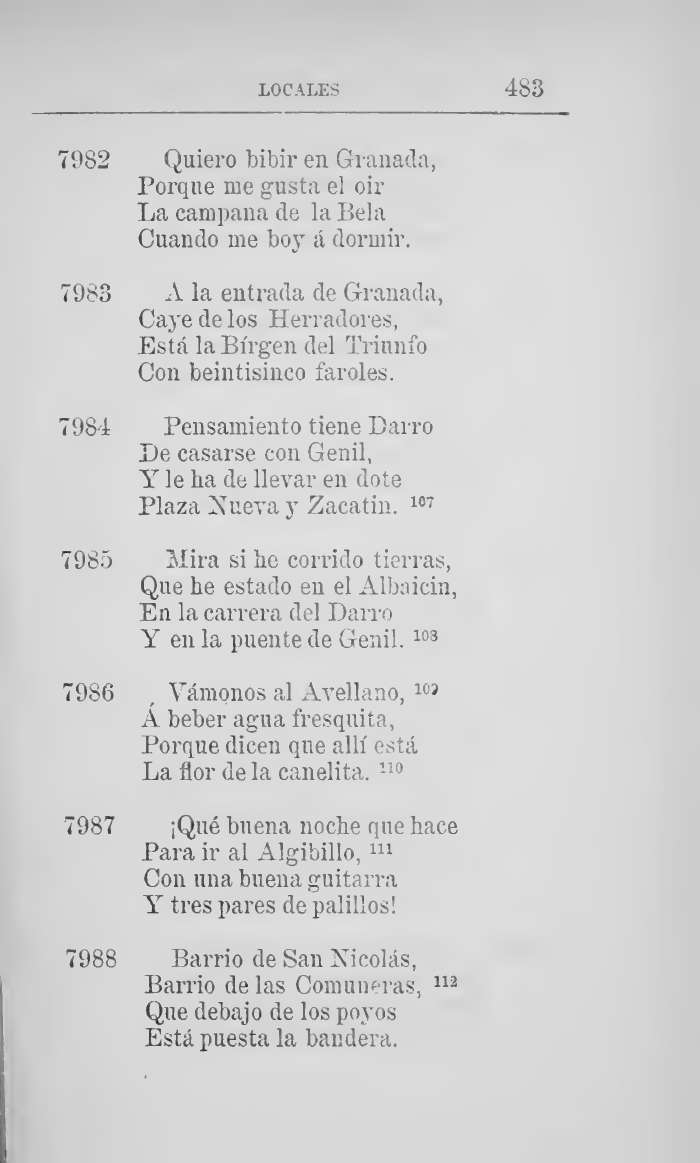 LOCALES 483
7982 Quiero bibir en Granada,
Porque me gusta el oir
La campana de la Bela
Cuando me boy á dormir.
7983 A la entrada de Granada,
Caye de los Herradores,
Está la Bírgen del Triunfo
Con beintisinco faroles.
7984 Pensamiento tiene Darro
De casarse con Genil,
Y le ha de llevar en dote
Plaza Nueva y Zacatin. 107
7985 Mira si he corrido tierras,
Que he estado en el Albaicin,
En la carrera del Darro
Y en la puente de Genil. 108
7986 Vámonos al Avellano, 109
Á beber agua fresquita,
Porque dicen que allí está
La flor de la canelita. 110
7987 ¡Qué buena noche que hace
Para ir al Algibillo, 111
Con una buena guitarra
Y tres pares de palillos!
7988 Barrio de San Nicolás,
Barrio de las Comuneras, 112
Que debajo de los poyos
Está puesta la bandera.